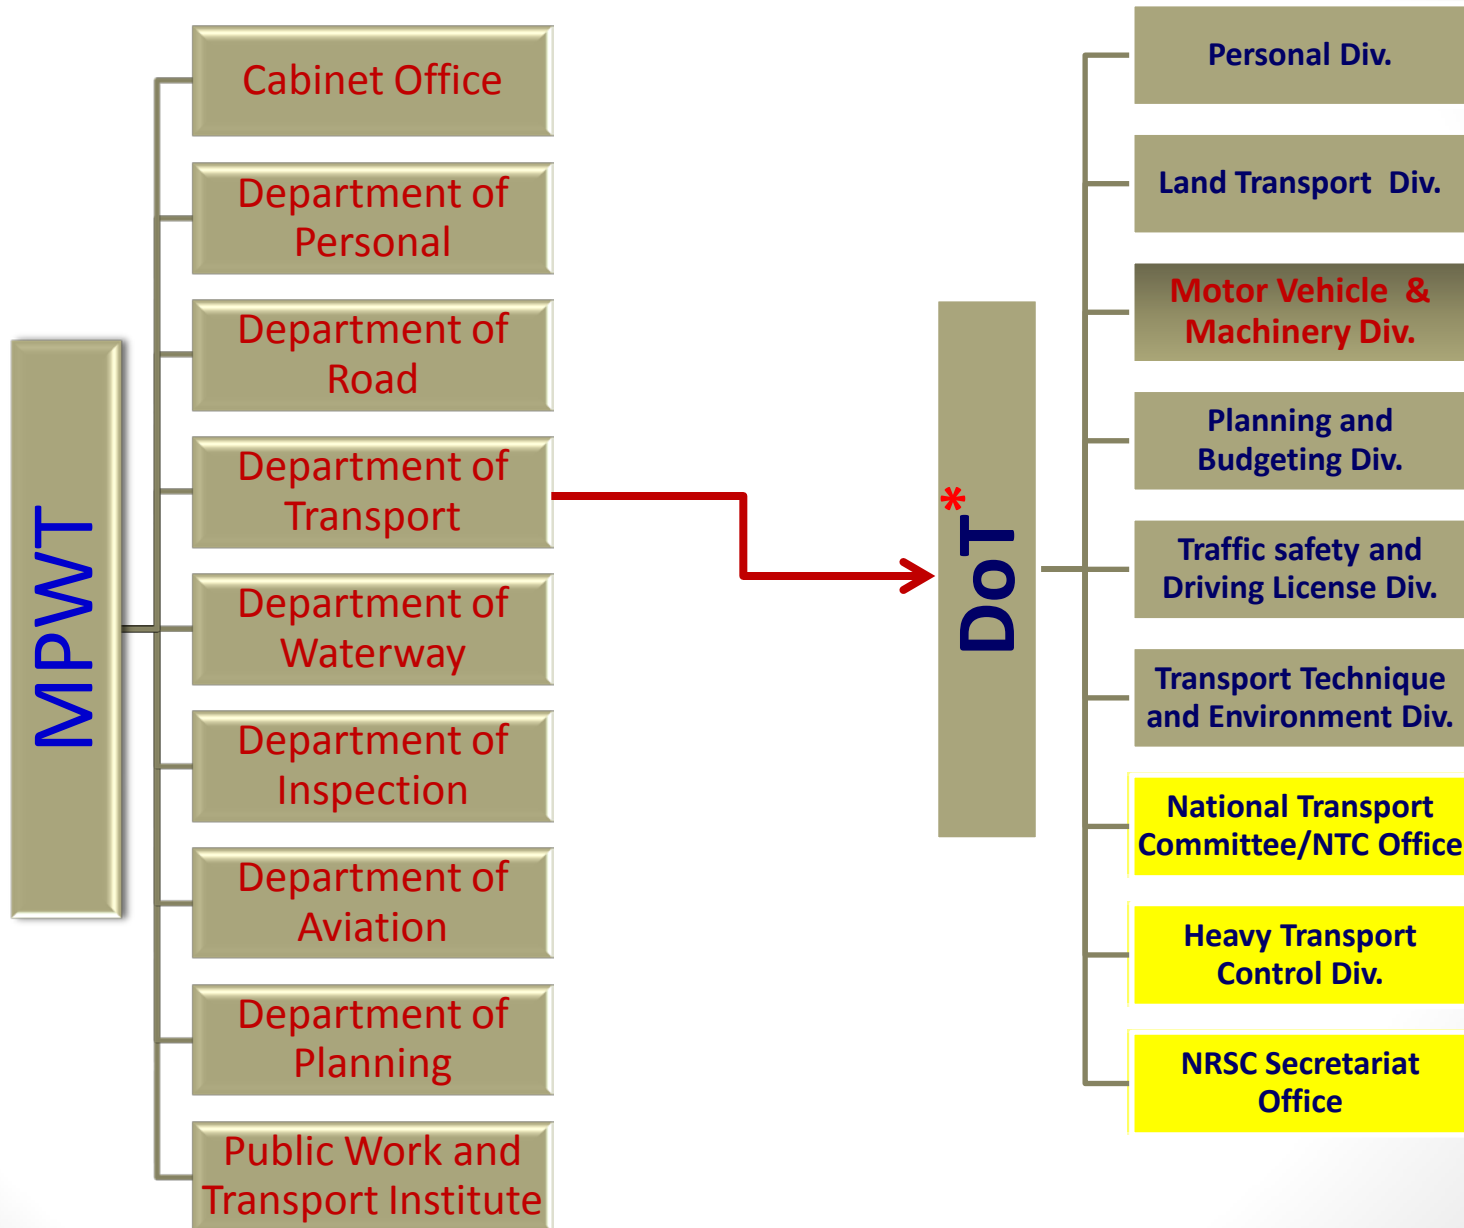 MPWT
Cabinet Office
Department of
Personal
Department of
Road
Department of
Transport
Department of
Waterway
Department of
Inspection
Department of
Aviation
Department of
Planning
Public Work and
Transport Institute
DoT*
Personal Div.
Land Transport Div.
Motor Vehicle &
Machinery Div.
Planning and
Budgeting Div.
Traffic safety and
Driving License Div.
Transport Technique
and Environment Div.
National Transport
Committee/NTC Office
Heavy Transport
Control Div.
NRSC Secretariat
Office